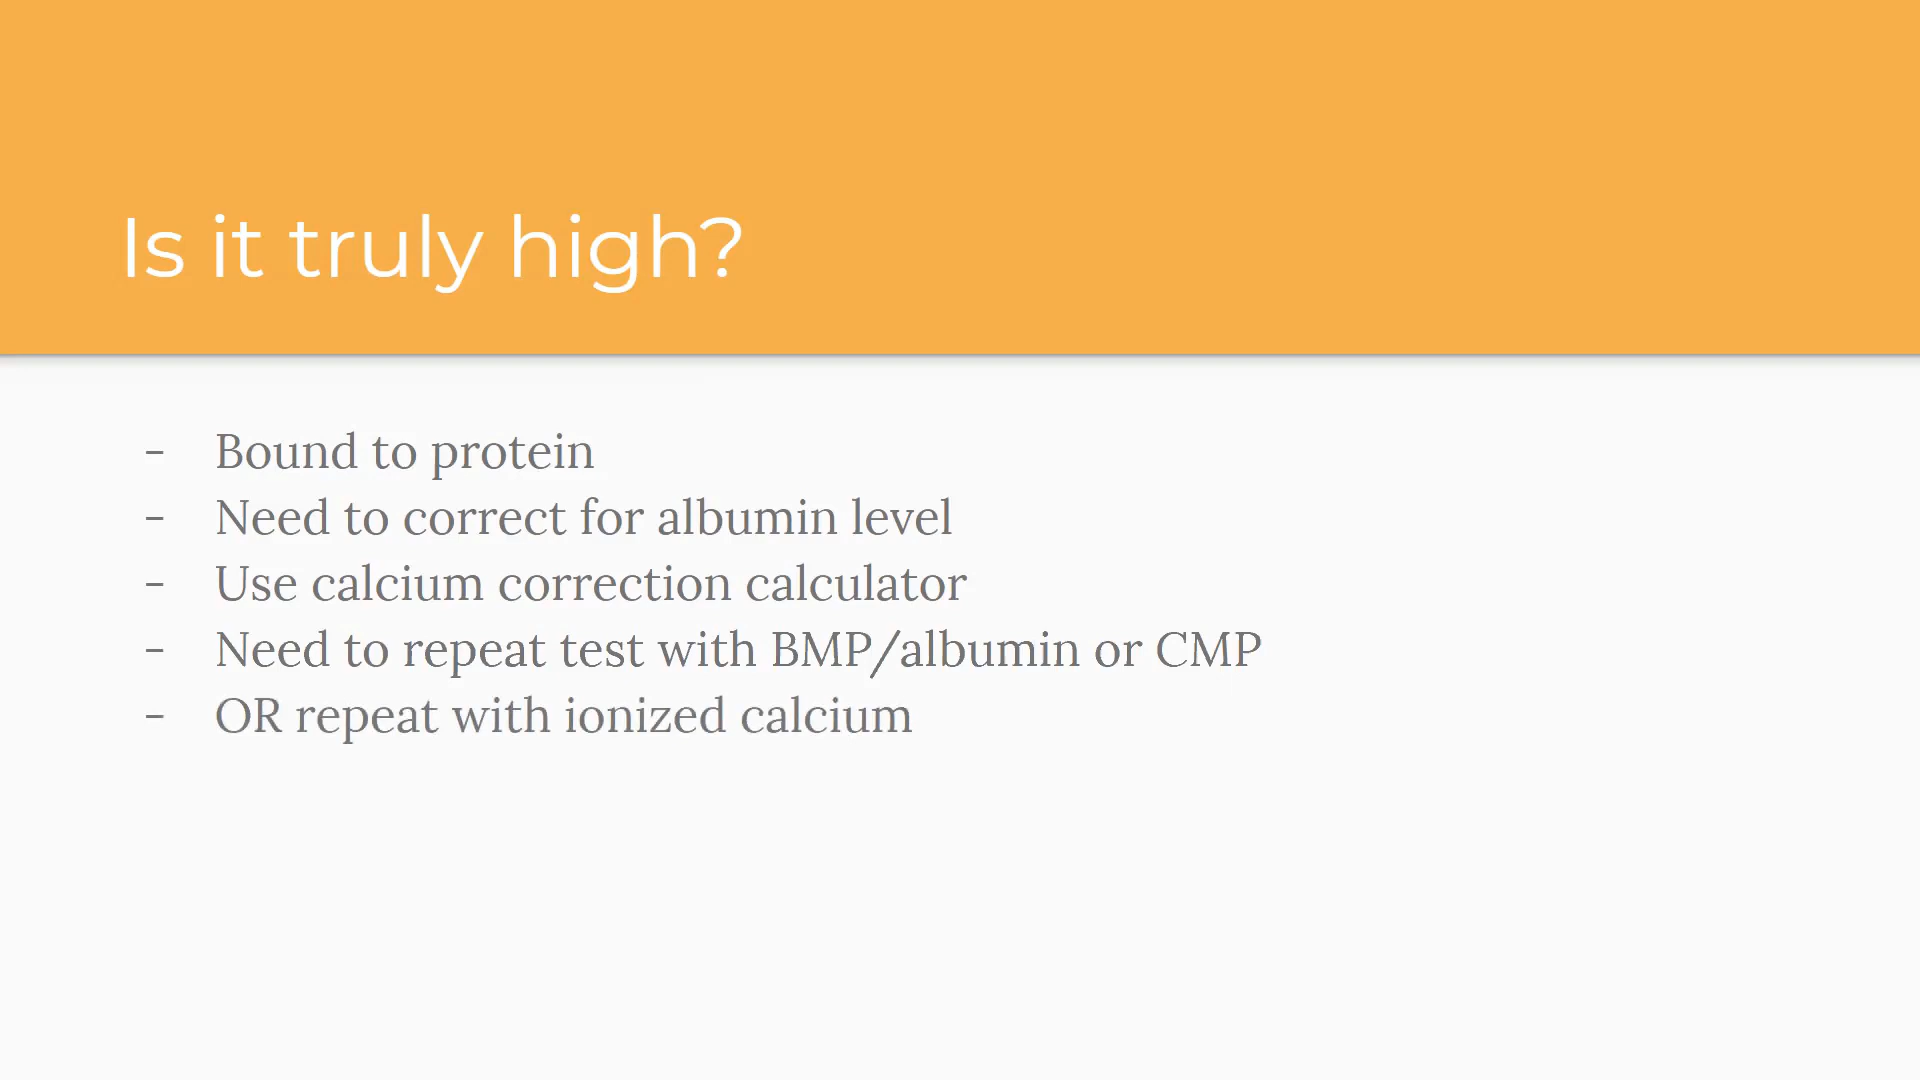 Is it truly high?
- Bound to protein
- Need to correct for albumin level
- Use calcium correction calculator
- Need to repeat test with BMP/albumin or CMP
- OR repeat with ionized calcium